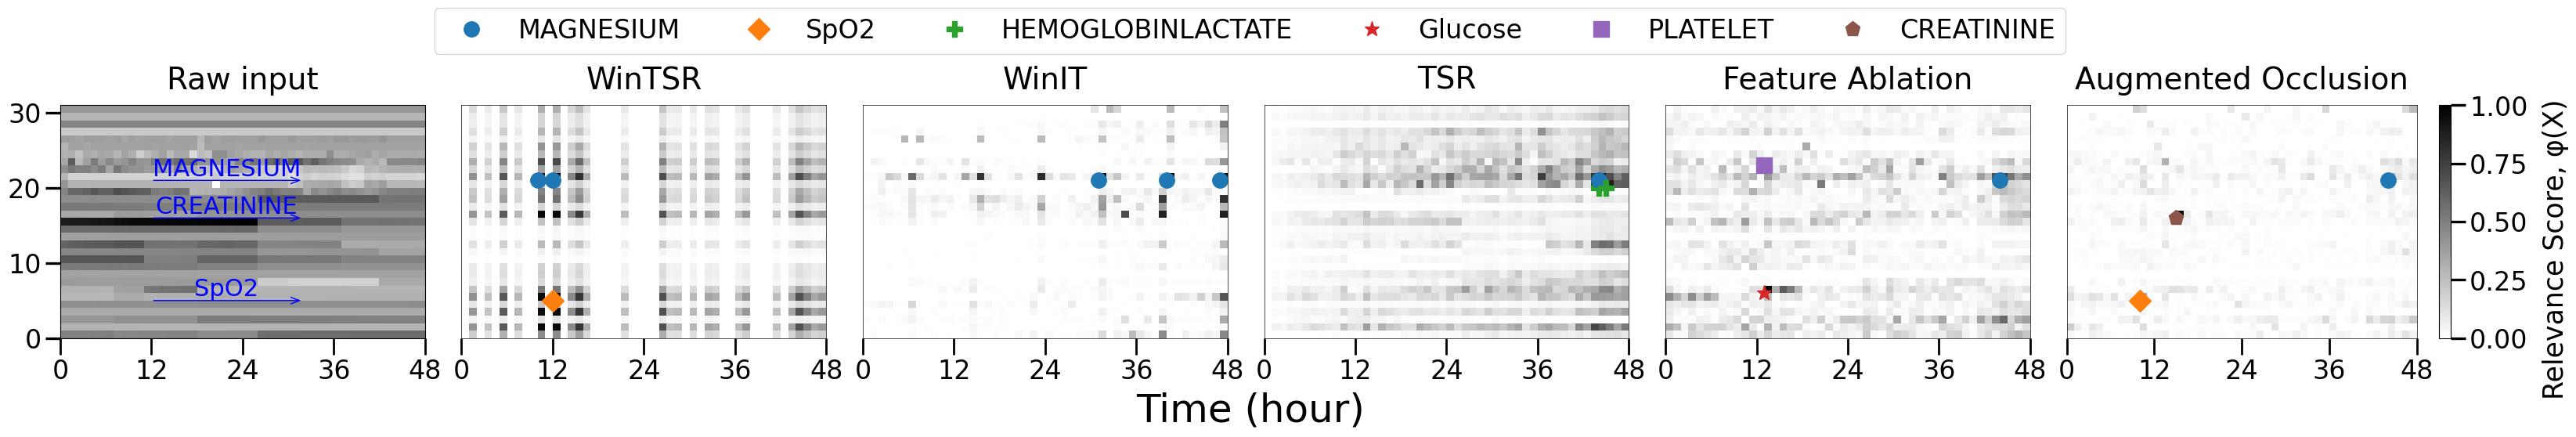 MAGNESIUM SpO2 HEMOGLOBINLACTATE Glucose PLATELET CREATININE
Raw input WinTSR WinIT TSR Feature Ablation Augmented Occlusion
30
20
10
0
MAGNESIUM
CREATININE
SpO2
0 12 24 36 48
0 12 24 36 48
0 12 24 36 48
0 12 24 36 48
0 12 24 36 48
0 12 24 36 48
1.00
0.75
0.50
0.25
0.00
Relevance Score, φ(X)
Time (hour)